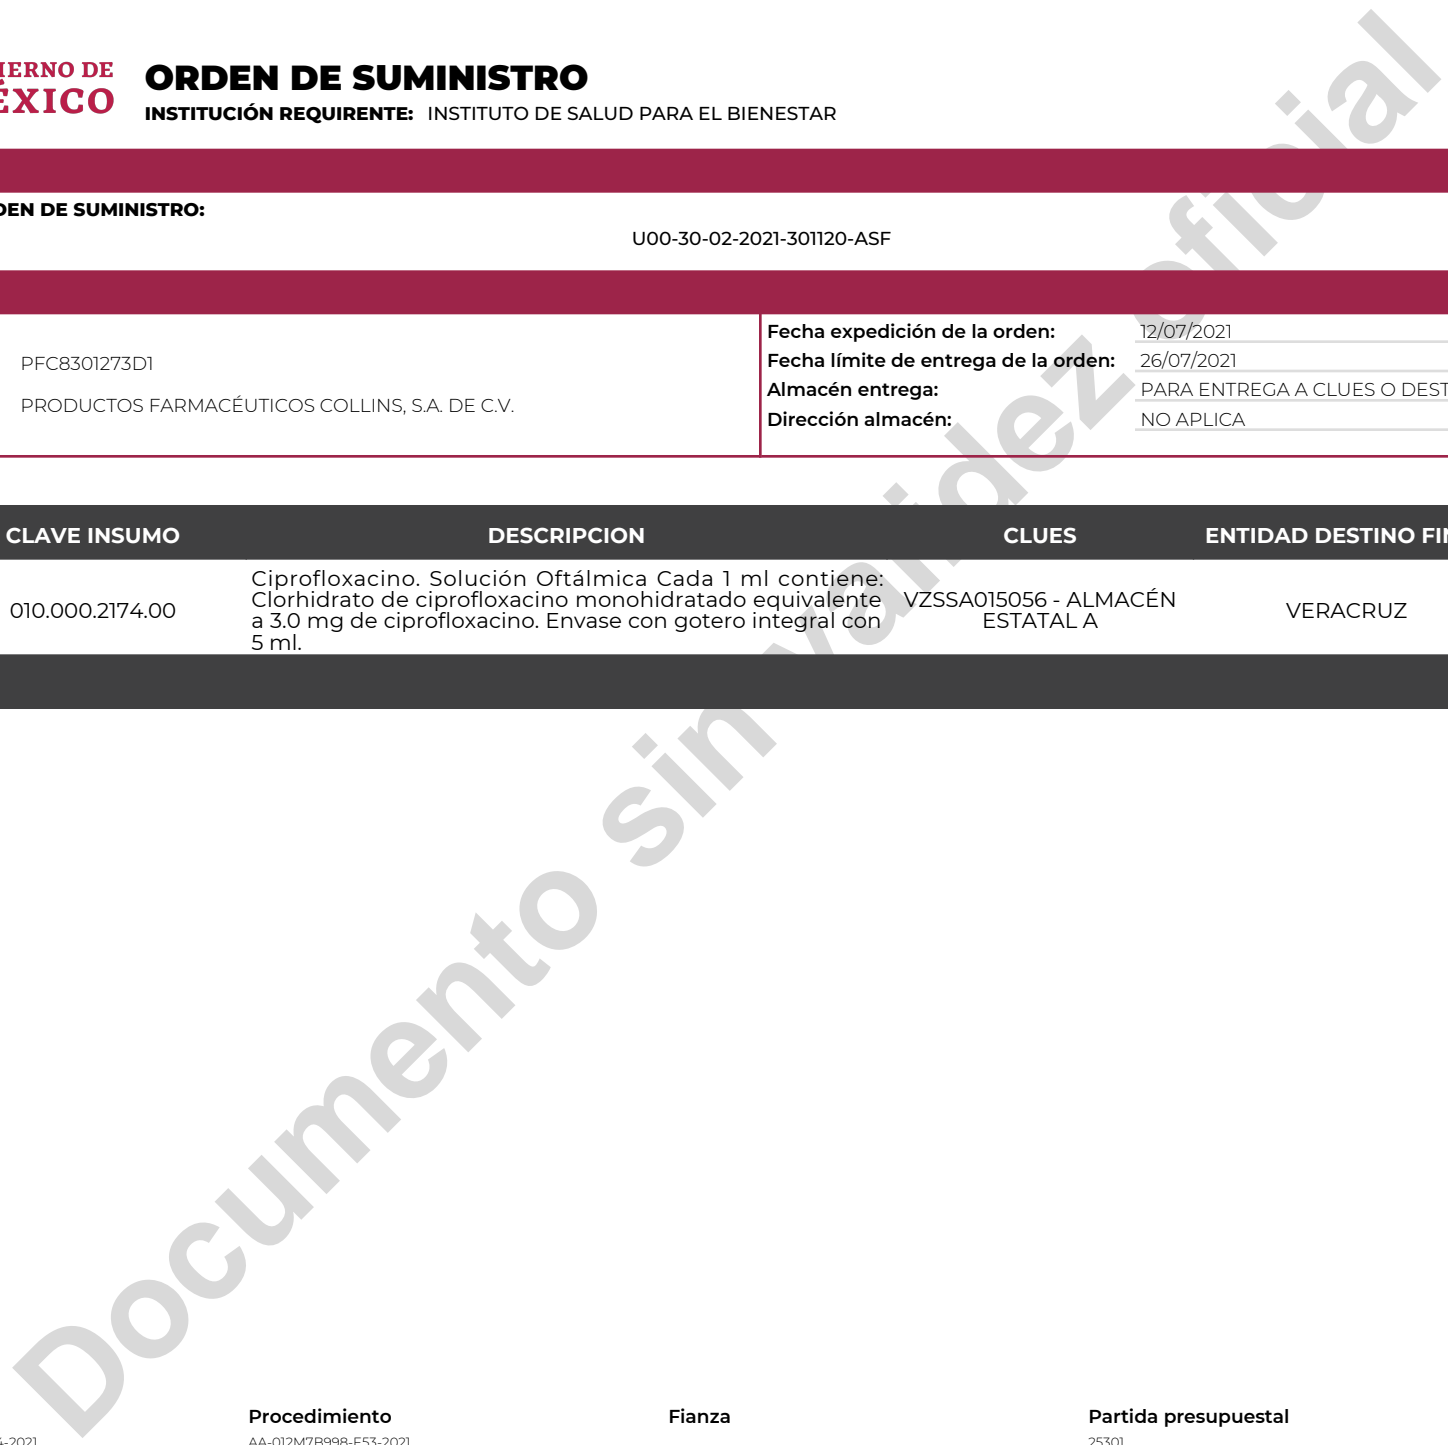 IERNO DE
ÉXICO
ORDEN DE SUMINISTRO
INSTITUCIÓN REQUIRENTE: INSTITUTO DE SALUD PARA EL BIENESTAR
DEN DE SUMINISTRO:
U00-30-02-2021-301120-ASF
PFC8301273D1
PRODUCTOS FARMACÉUTICOS COLLINS, S.A. DE C.V.
Fecha expedición de la orden: 12/07/2021
Fecha límite de entrega de la orden: 26/07/2021
Almacén entrega: PARA ENTREGA A CLUES O DEST
Dirección almacén: NO APLICA
CLAVE INSUMO DESCRIPCION CLUES ENTIDAD DESTINO FIN
010.000.2174.00
Ciprofloxacino. Solución Oftálmica Cada 1 ml contiene:
Clorhidrato de ciprofloxacino monohidratado equivalente
a 3.0 mg de ciprofloxacino. Envase con gotero integral con
5 ml.
VZSSA015056 - ALMACÉN
ESTATAL A
VERACRUZ
Documento sin validez oficial
Procedimiento Fianza Partida presupuestal
-2021 AA-012M7B998-E53-2021 25301